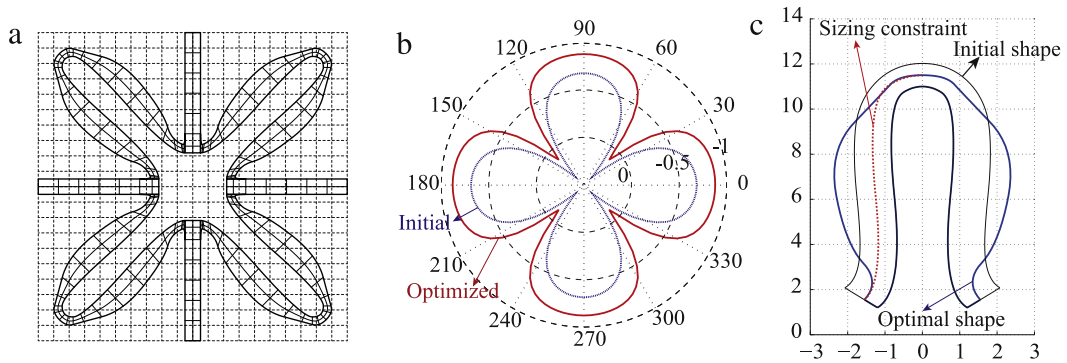 a
b
90
120
60
150
30
-1
-0.5
0
180
0
Initial
210
330
Optimized
240
300
270
c
14
Sizing constraint
Initial shape
12
10
8
6
4
2
Optimal shape
0
−3 −2 −1 0 1 2 3